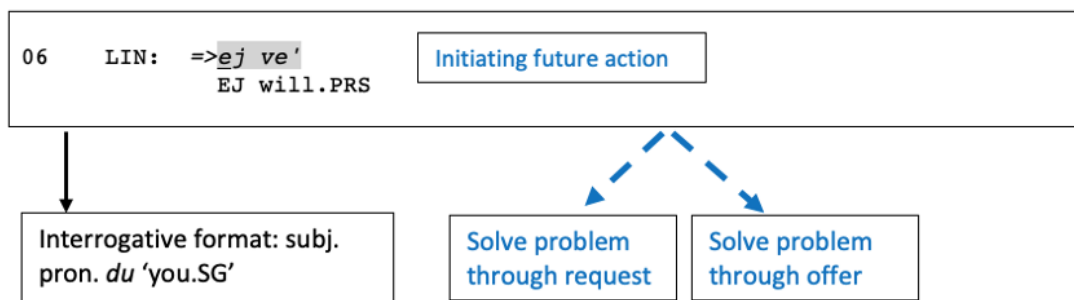 06 LIN: =>ej ve' Initiating future action
EJ will.PRS
Interrogative format: subj.
pron. du 'you.SG'
Solve problem
through request
Solve problem
through offer